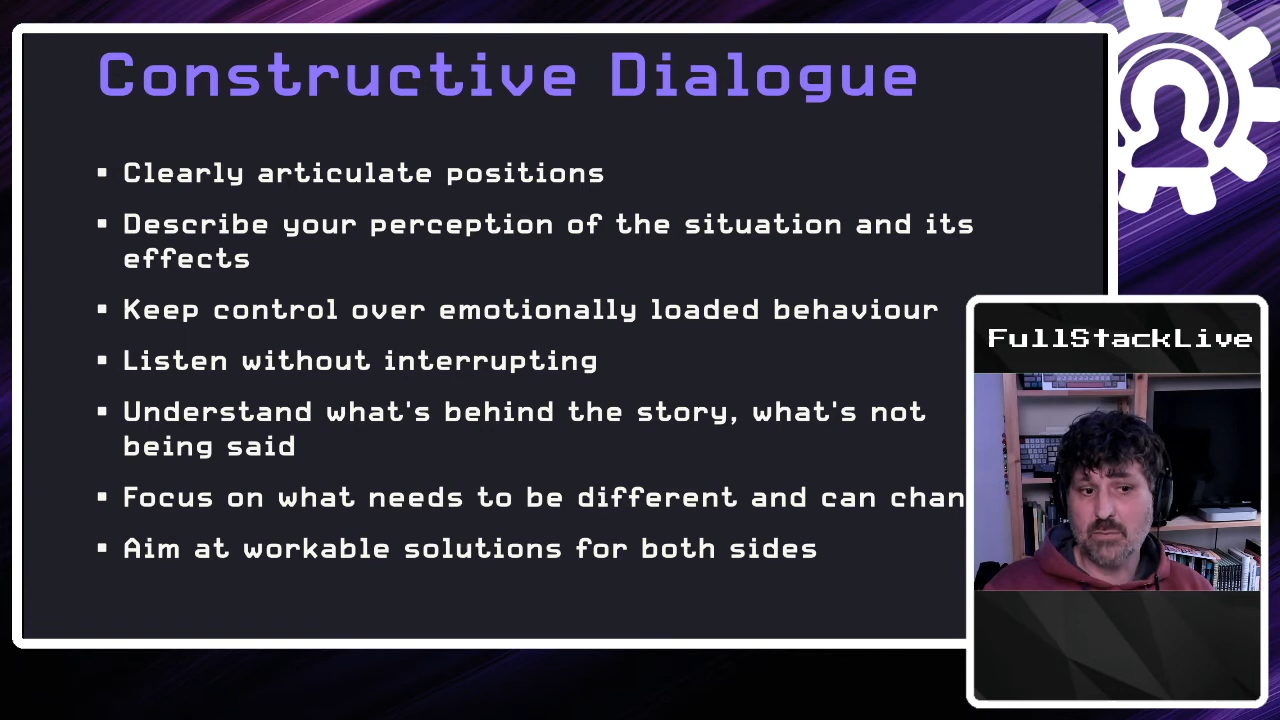 Constructive Dialogue
▪ Clearly articulate positions
▪ Describe your perception of the situation and its
effects
▪ Keep control over emotionally loaded behaviour
▪ Listen without interrupting
▪ Understand what's behind the story, what's not
being said
▪ Focus on what needs to be different and can
▪ Aim at workable solutions for both sides
FullStackLive